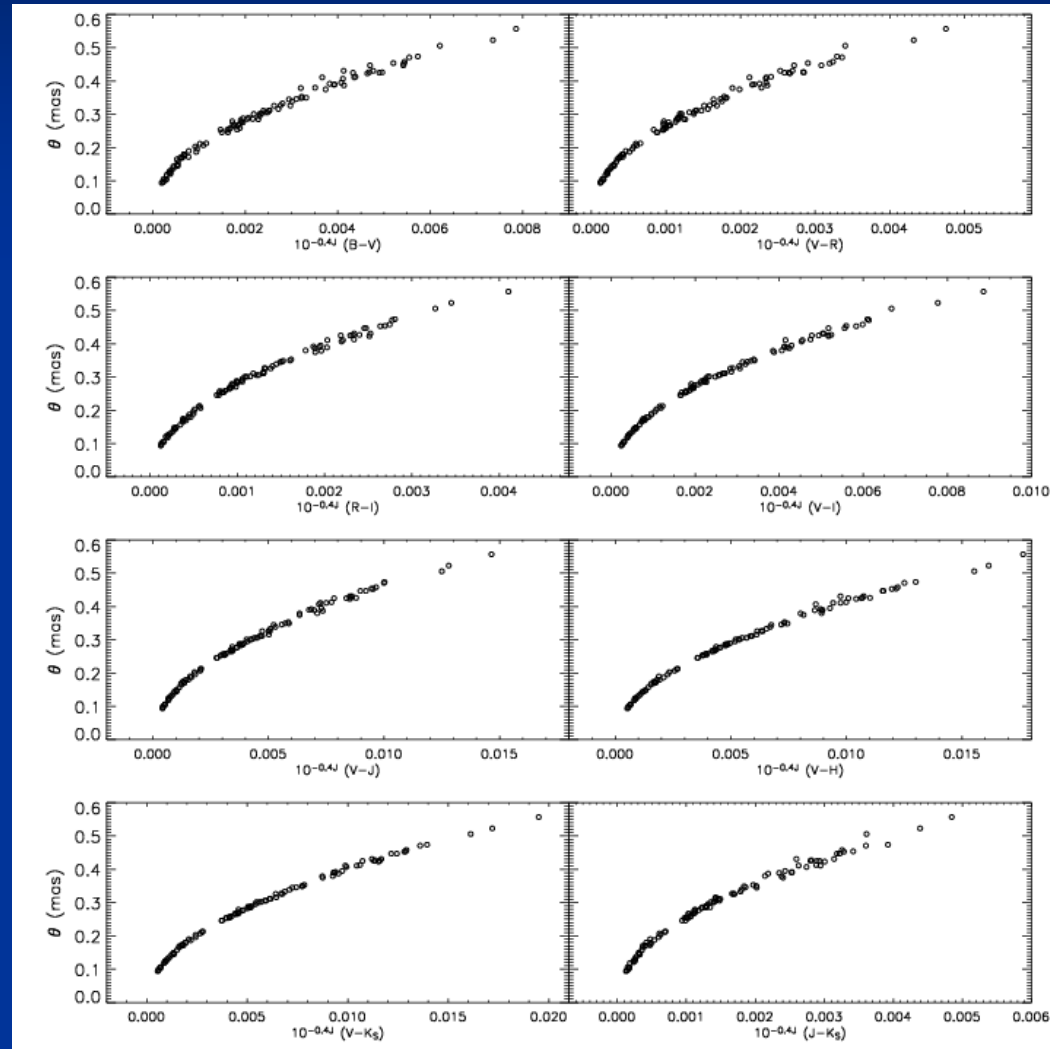 θ (mas)
0.6
0.5
0.4
0.3
0.2
0.1
0.0
0.000 0.002 0.004 0.006 0.008
10⁻⁰·⁴ᴶ (B−V)
0.000 0.001 0.002 0.003 0.004 0.005
10⁻⁰·⁴ᴶ (V−R)
θ (mas)
0.6
0.5
0.4
0.3
0.2
0.1
0.0
0.000 0.001 0.002 0.003 0.004
10⁻⁰·⁴ᴶ (R−I)
0.000 0.002 0.004 0.006 0.008 0.010
10⁻⁰·⁴ᴶ (V−I)
θ (mas)
0.6
0.5
0.4
0.3
0.2
0.1
0.0
0.000 0.005 0.010 0.015
10⁻⁰·⁴ᴶ (V−J)
0.000 0.005 0.010 0.015
10⁻⁰·⁴ᴶ (V−H)
θ (mas)
0.6
0.5
0.4
0.3
0.2
0.1
0.0
0.000 0.005 0.010 0.015 0.020
10⁻⁰·⁴ᴶ (V−Kₛ)
0.000 0.001 0.002 0.003 0.004 0.005 0.006
10⁻⁰·⁴ᴶ (J−Kₛ)